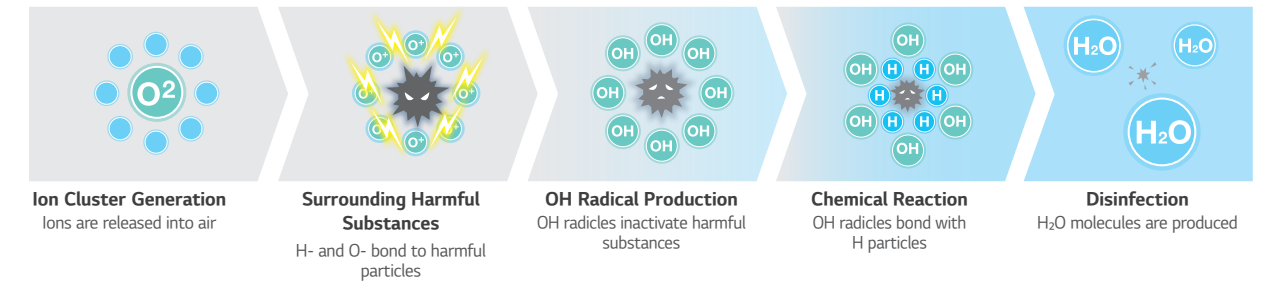 O²
O⁺ O⁺ O⁺ O⁺ O⁺ O⁺ O⁺ O⁺
OH OH OH OH OH OH OH OH
OH
OH H H OH
H H
OH H H OH
OH
H₂O H₂O
H₂O
Ion Cluster Generation
Ions are released into air
Surrounding Harmful
Substances
H- and O- bond to harmful
particles
OH Radical Production
OH radicles inactivate harmful
substances
Chemical Reaction
OH radicles bond with
H particles
Disinfection
H₂O molecules are produced